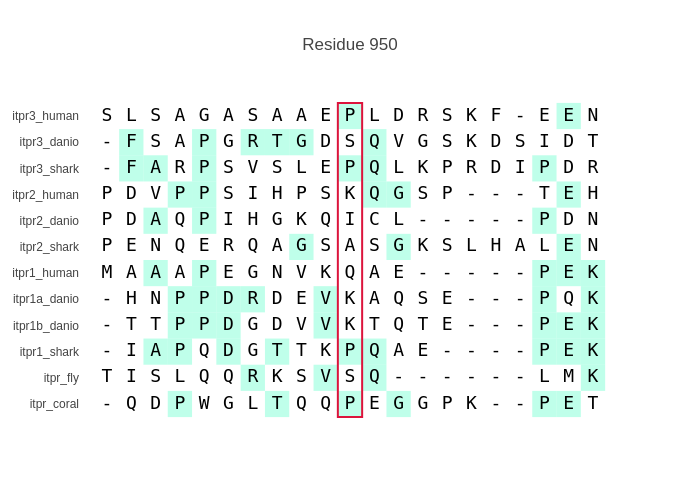 Residue 950
itpr3_human S L S A G A S A A E P L D R S K F - E E N
itpr3_danio - F S A P G R T G D S Q V G S K D S I D T
itpr3_shark - F A R P S V S L E P Q L K P R D I P D R
itpr2_human P D V P P S I H P S K Q G S P - - - T E H
itpr2_danio P D A Q P I H G K Q I C L - - - - - P D N
itpr2_shark P E N Q E R Q A G S A S G K S L H A L E N
itpr1_human M A A A P E G N V K Q A E - - - - - P E K
itpr1a_danio - H N P P D R D E V K A Q S E - - - P Q K
itpr1b_danio - T T P P D G D V V K T Q T E - - - P E K
itpr1_shark - I A P Q D G T T K P Q A E - - - - P E K
itpr_fly T I S L Q Q R K S V S Q - - - - - - L M K
itpr_coral - Q D P W G L T Q Q P E G G P K - - P E T